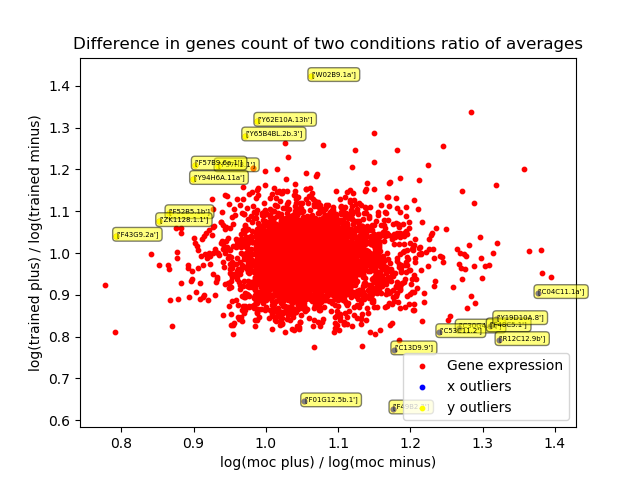 Difference in genes count of two conditions ratio of averages
log(trained plus) / log(trained minus)
1.4
1.3
1.2
1.1
1.0
0.9
0.8
0.7
0.6
['W02B9.1a']
['Y62E10A.13h']
['Y65B4BL.2b.3']
['F57B9.6a.1']
['Y94H6A.11a']
['F52B5.1b']
['ZK1128.1.1']
['F43G9.2a']
['C04C11.1a']
['Y19D10A.8']
['F48C5.1']
['C53E11.2']
['R12C12.9b']
['C13D9.9']
['F01G12.5b.1']
Gene expression
x outliers
y outliers
0.8
0.9
1.0
1.1
1.2
1.3
1.4
log(moc plus) / log(moc minus)